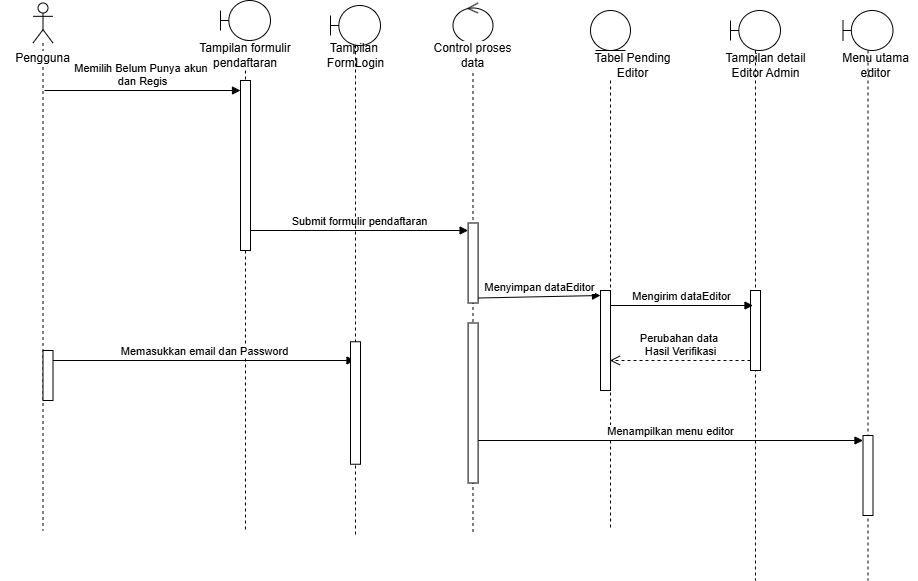 Pengguna
Tampilan formulir
pendaftaran
Tampilan
FormLogin
Control proses
data
Tabel Pending
Editor
Tampilan detail
Editor Admin
Menu utama
editor
Memilih Belum Punya akun
dan Regis
Submit formulir pendaftaran
Menyimpan dataEditor
Mengirim dataEditor
Perubahan data
Hasil Verifikasi
Memasukkan email dan Password
Menampilkan menu editor